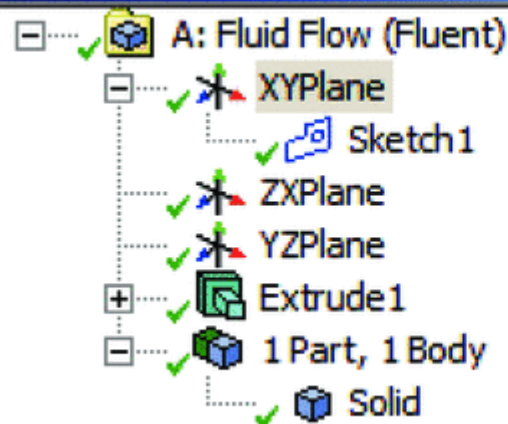 A: Fluid Flow (Fluent)
XYPlane
Sketch1
ZXPlane
YZPlane
Extrude1
1 Part, 1 Body
Solid